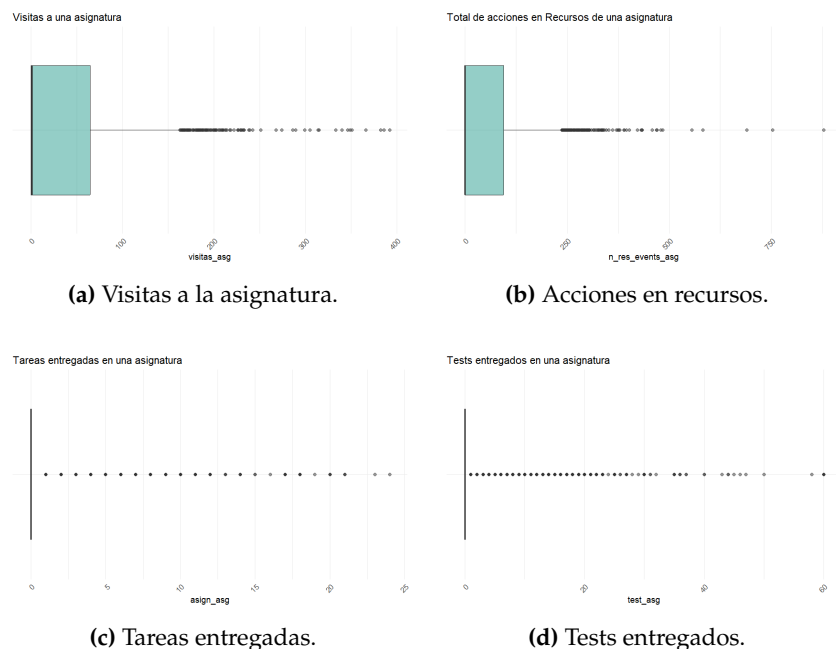 Visitas a una asignatura
0
100
200
300
400
visitas_asg
(a) Visitas a la asignatura.
Total de acciones en Recursos de una asignatura
0
250
500
750
n_res_events_asg
(b) Acciones en recursos.
Tareas entregadas en una asignatura
0
5
10
15
20
25
asign_asg
(c) Tareas entregadas.
Tests entregados en una asignatura
0
20
40
60
test_asg
(d) Tests entregados.